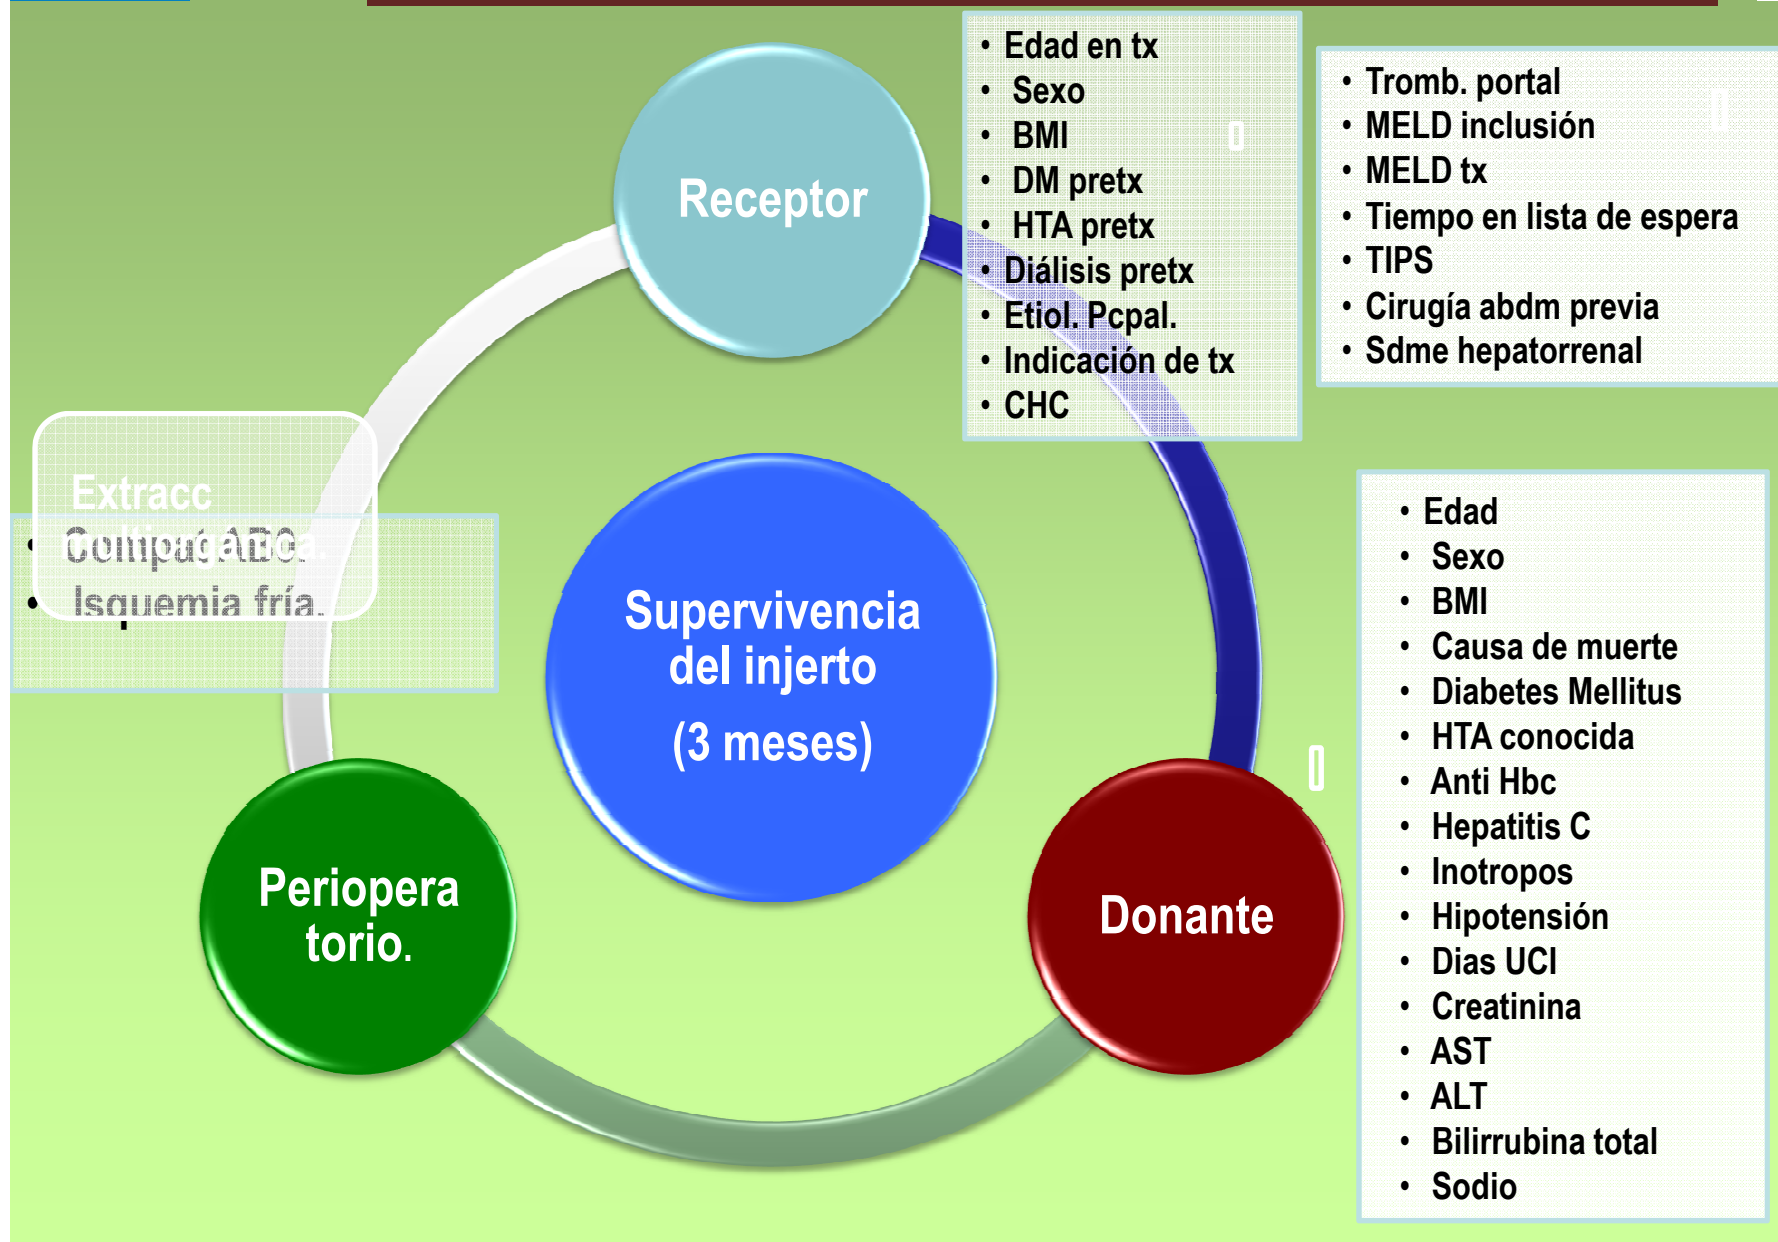 Receptor
• Edad en tx
• Sexo
• BMI
• DM pretx
• HTA pretx
• Diálisis pretx
• Etiol. Pcpal.
• Indicación de tx
• CHC
• Tromb. portal
• MELD inclusión
• MELD tx
• Tiempo en lista de espera
• TIPS
• Cirugía abdm previa
• Sdme hepatorrenal
Extracc
• Compat AB0.
• Isquemia fría.
Supervivencia
del injerto
(3 meses)
Periopera
torio.
Donante
• Edad
• Sexo
• BMI
• Causa de muerte
• Diabetes Mellitus
• HTA conocida
• Anti Hbc
• Hepatitis C
• Inotropos
• Hipotensión
• Dias UCI
• Creatinina
• AST
• ALT
• Bilirrubina total
• Sodio